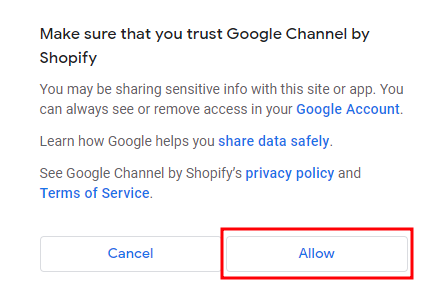 Make sure that you trust Google Channel by
Shopify
You may be sharing sensitive info with this site or app. You
can always see or remove access in your Google Account.
Learn how Google helps you share data safely.
See Google Channel by Shopify's privacy policy and
Terms of Service.
Cancel
Allow